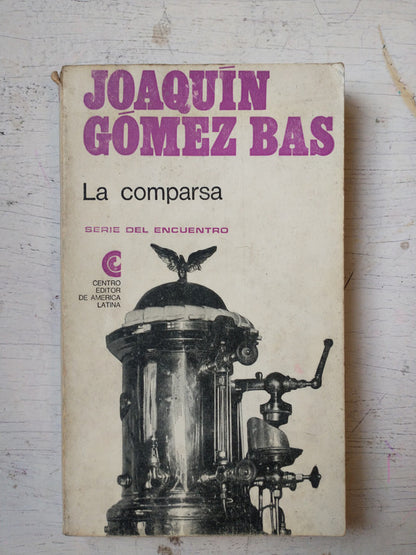 JOAQUÍN
GÓMEZ BAS
La comparsa
SERIE DEL ENCUENTRO
CENTRO
EDITOR
DE AMERICA
LATINA